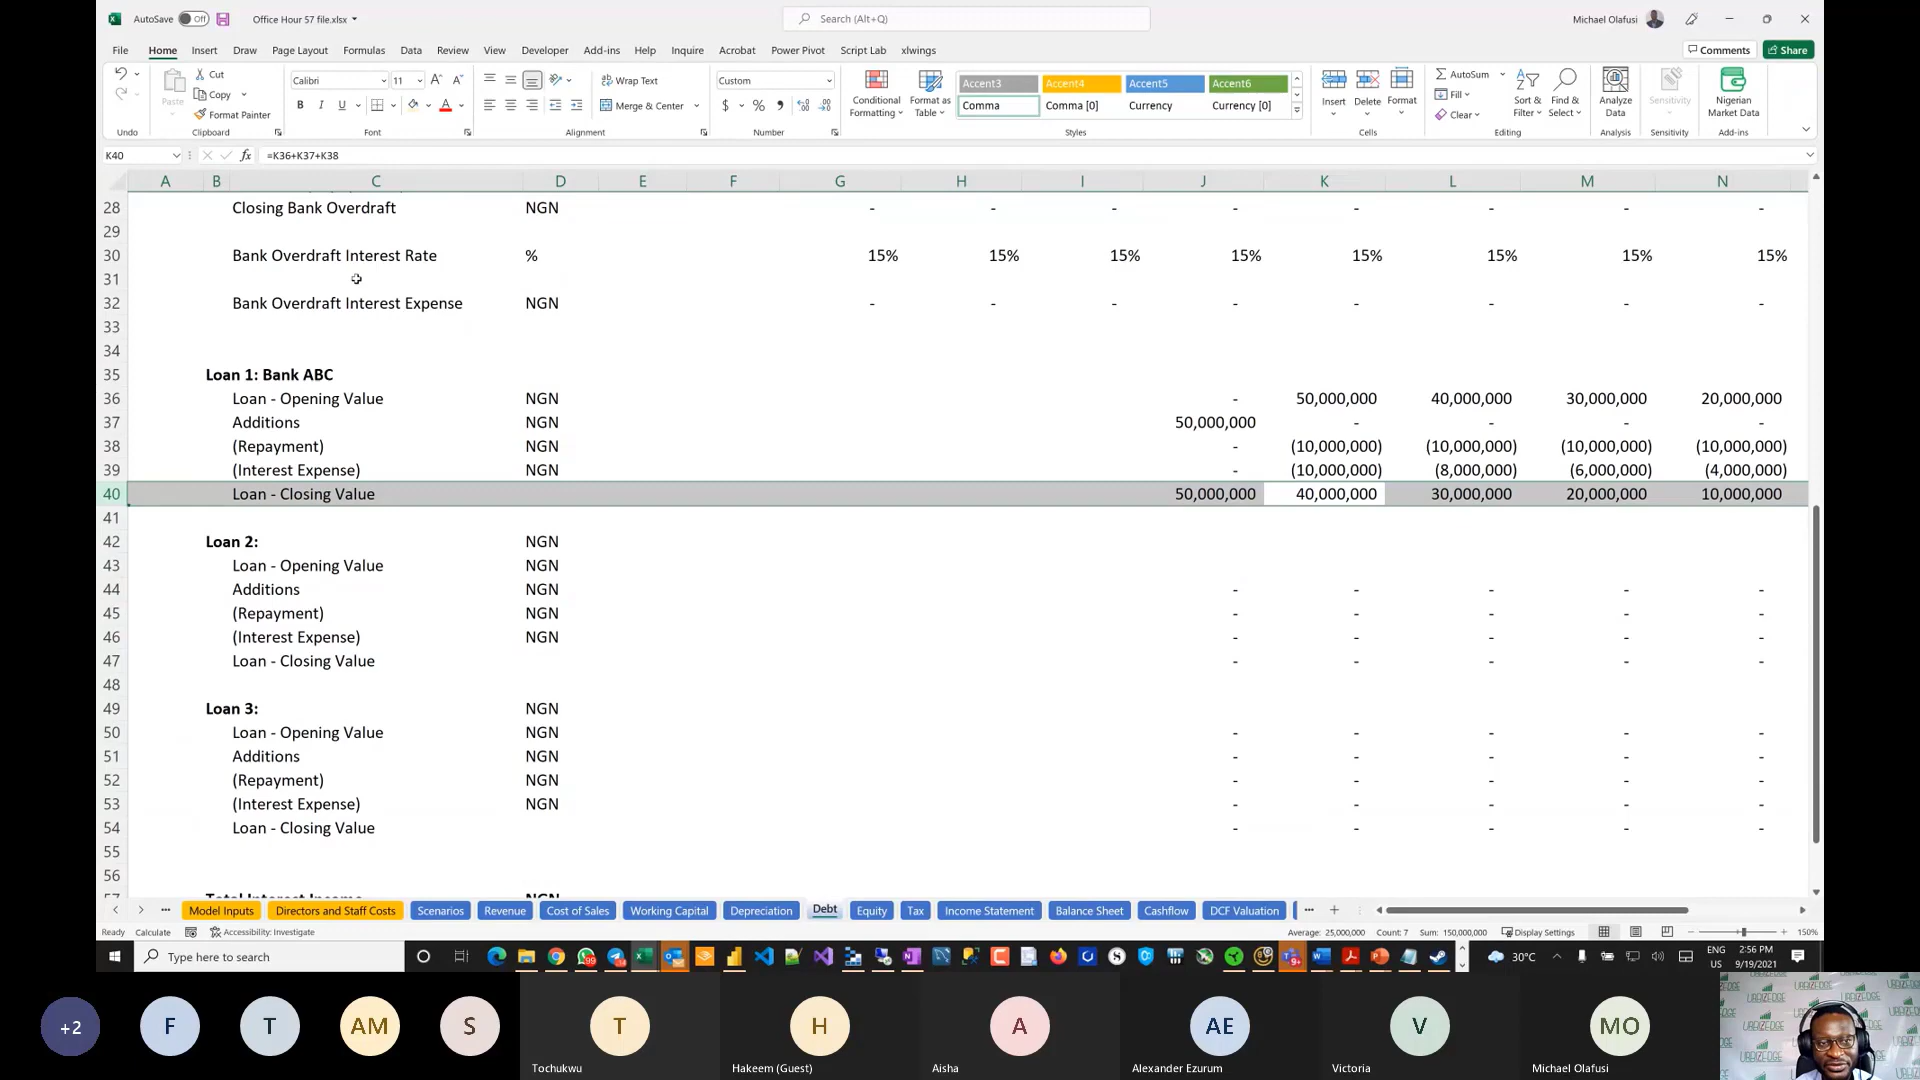 AutoSave Off Office Hour 57 file.xlsx Search (Alt+Q) Michael Olafusi
File Home Insert Draw Page Layout Formulas Data Review View Developer Add-ins Help Inquire Acrobat Power Pivot Script Lab xlwings Comments Share
Paste Cut Copy Format Painter
Calibri 11 Wrap Text Merge & Center Custom
Conditional Formatting Format as Table
Accent3 Accent4 Accent5 Accent6
Comma Comma [0] Currency Currency [0]
Insert Delete Format
AutoSum Fill Clear Sort & Filter Find & Select Analyze Data Sensitivity Nigerian Market Data
Undo Clipboard Font Alignment Number Styles Cells Editing Analysis Sensitivity Add-ins
K40 fx =K36+K37+K38
A B C D E F G H I J K L M N
28 Closing Bank Overdraft NGN - - - - - - - -
29
30 Bank Overdraft Interest Rate % 15% 15% 15% 15% 15% 15% 15% 15%
31
32 Bank Overdraft Interest Expense NGN - - - - - - - -
33
34
35 Loan 1: Bank ABC
36 Loan - Opening Value NGN - 50,000,000 40,000,000 30,000,000 20,000,000
37 Additions NGN 50,000,000 - - - -
38 (Repayment) NGN - (10,000,000) (10,000,000) (10,000,000) (10,000,000)
39 (Interest Expense) NGN - (10,000,000) (8,000,000) (6,000,000) (4,000,000)
40 Loan - Closing Value 50,000,000 40,000,000 30,000,000 20,000,000 10,000,000
41
42 Loan 2: NGN
43 Loan - Opening Value NGN
44 Additions NGN - - - - -
45 (Repayment) NGN - - - - -
46 (Interest Expense) NGN - - - - -
47 Loan - Closing Value - - - - -
48
49 Loan 3: NGN
50 Loan - Opening Value NGN - - - - -
51 Additions NGN - - - - -
52 (Repayment) NGN - - - - -
53 (Interest Expense) NGN - - - - -
54 Loan - Closing Value - - - - -
55
56
57 Total Interest Income NGN
Model Inputs Directors and Staff Costs Scenarios Revenue Cost of Sales Working Capital Depreciation Debt Equity Tax Income Statement Balance Sheet Cashflow DCF Valuation
Ready Calculate Accessibility: Investigate Average: 25,000,000 Count: 7 Sum: 150,000,000 Display Settings 150%
Type here to search 30°C ENG US 2:56 PM 9/19/2021
+2 F T AM S T H A AE V MO
Tochukwu Hakeem (Guest) Aisha Alexander Ezurum Victoria Michael Olafusi
URBIZEDGE